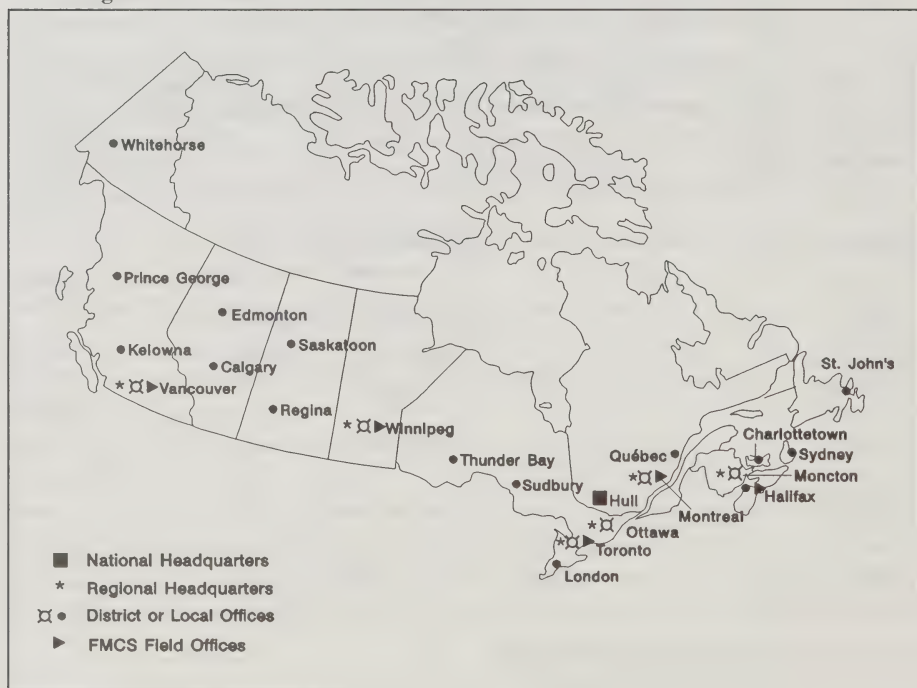 Whitehorse
Prince George
Edmonton
Kelowna
Saskatoon
Calgary
Vancouver
Regina
Winnipeg
St. John's
Charlottetown
Québec
Sydney
Thunder Bay
Moncton
Sudbury
Hull
Halifax
Montreal
Ottawa
Toronto
London
National Headquarters
Regional Headquarters
District or Local Offices
FMCS Field Offices